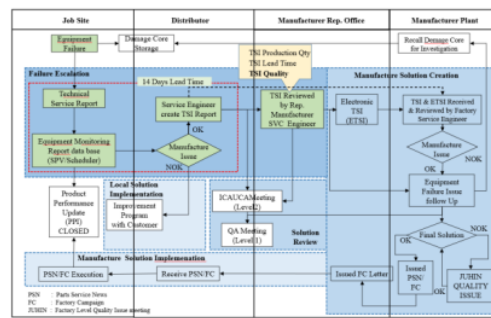 Job Site
Distributor
Manufacturer Rep. Office
Manufacturer Plant
Equipment
Failure
Damage Core
Storage
TSI Production Qty
TSI Lead Time
TSI Quality
Recall Damage Core
for Investigation
Failure Escalation
14 Days Lead Time
Manufacture Solution Creation
Technical
Service Report
Service Engineer
create TSI Report
TSI Reviewed
by Rep.
Manufacturer
SVC Engineer
Electronic
TSI
(ETSI)
TSI & ETSI Received
& Reviewed by Factory
Service Engineer
OK
Equipment Monitoring
Report data base
(SPV/Scheduler)
Manufacture
Issue
NOK
Manufacture
Issue
OK
NOK
Product
Performance
Update
(PPI)
CLOSED
Local Solution
Implementation
Improvement
Program
with Customer
ICAUCAMeeting
(Level2)
QA Meeting
(Level 1)
Solution
Review
Equipment
Failure Issue
follow Up
Final Solution
OK
NOK
Manufacture Solution Implemenation
PSN/FC Execution
Receive PSN/FC
Issued FC Letter
Issued
PSN/
FC
OK
JUHIN
QUALITY
ISSUE
PSN : Parts Service News
FC : Factory Campaign
JUHIN : Factory Level Quality Issue meeting